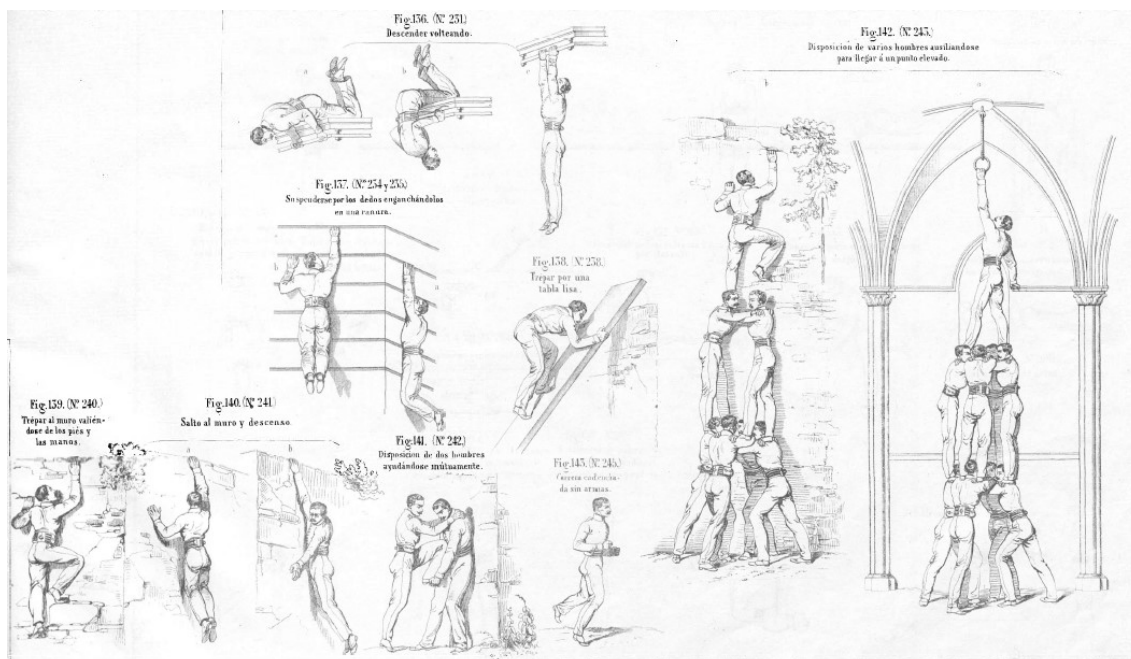 Fig.136. (Nº 231)
Descender volteando.
a
b
c
Fig.142. (Nº 243.)
Disposicion de varios hombres ausiliandose
para llegar á un punto elevado.
b
a
Fig.137. (Nº 234 y 235.)
Suspenderse por los dedos enganchándolos
en una ranura.
b
a
Fig.138. (Nº 238.)
Trepar por una
tabla lisa.
Fig.139. (Nº 240.)
Trépar al muro valién-
dose de los piés y
las manos.
Fig.140. (Nº 241.)
Salto al muro y descenso.
a
b
Fig.141. (Nº 242.)
Disposicion de dos hombres
ayudándose mútuamente.
Fig.143. (Nº 245.)
Carrera cadencia-
da sin armas.